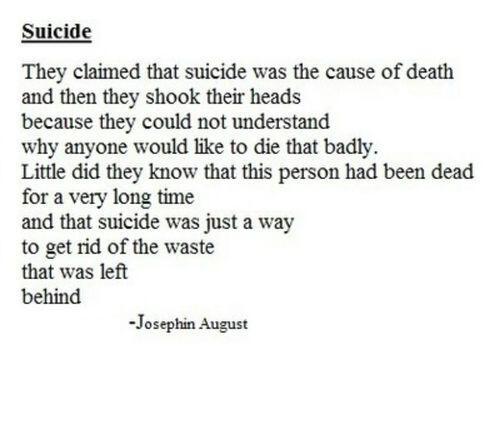 Suicide
They claimed that suicide was the cause of death
and then they shook their heads
because they could not understand
why anyone would like to die that badly.
Little did they know that this person had been dead
for a very long time
and that suicide was just a way
to get rid of the waste
that was left
behind
-Josephin August